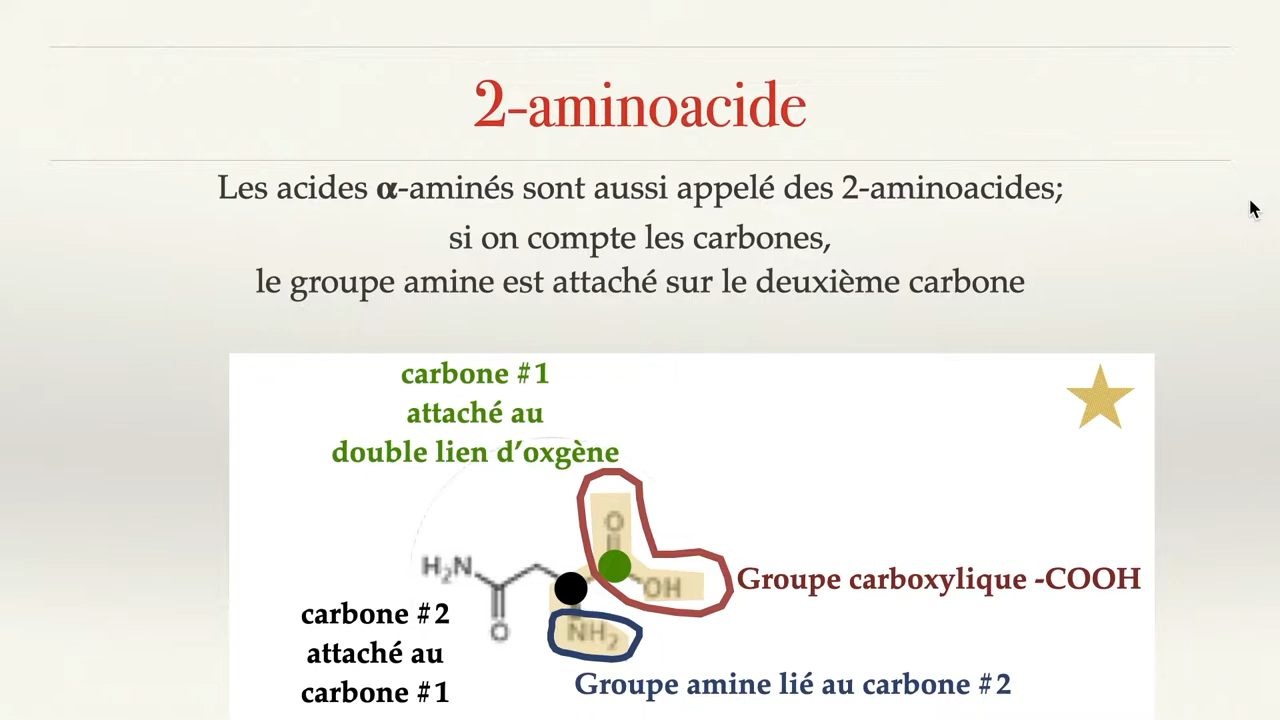 2-aminoacide
Les acides α-aminés sont aussi appelé des 2-aminoacides;
si on compte les carbones,
le groupe amine est attaché sur le deuxième carbone
carbone #1
attaché au
double lien d’oxgène
O
H₂N
OH
Groupe carboxylique -COOH
carbone #2
attaché au
carbone #1
O
NH₂
Groupe amine lié au carbone #2